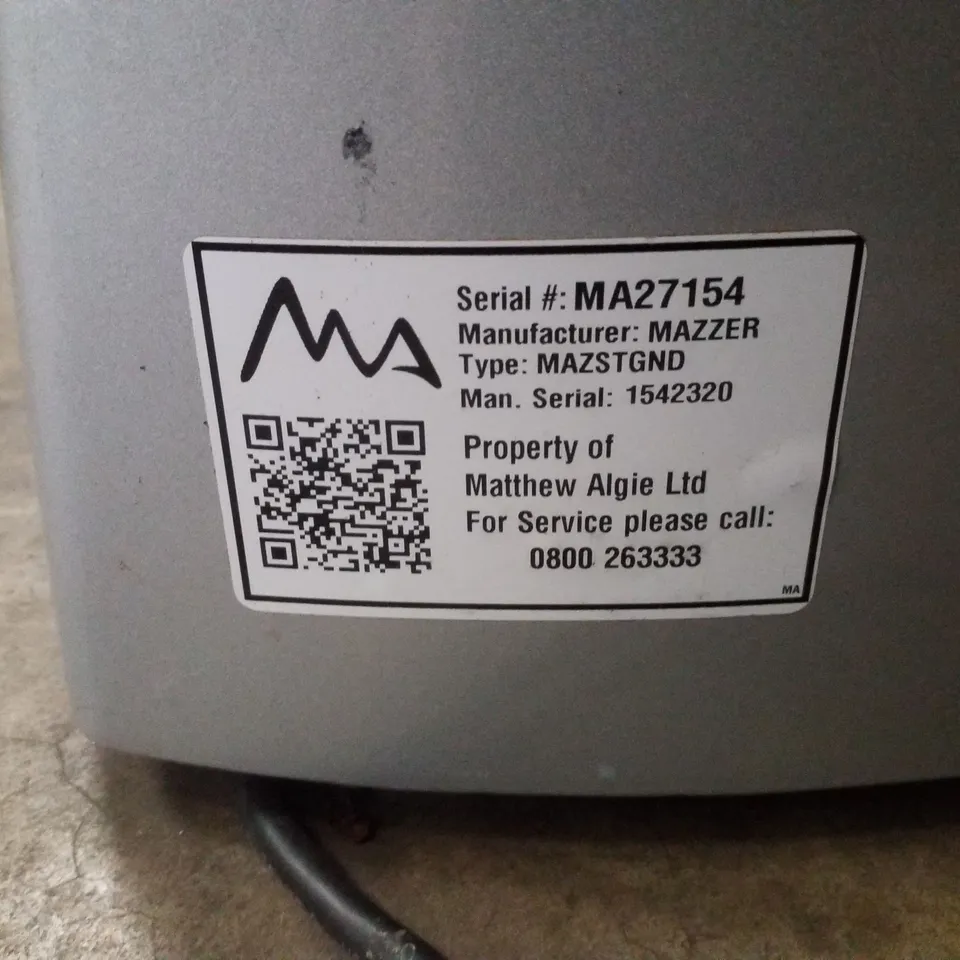 MA
Serial #: MA27154
Manufacturer: MAZZER
Type: MAZSTGND
Man. Serial: 1542320
Property of
Matthew Algie Ltd
For Service please call:
0800 263333
MA